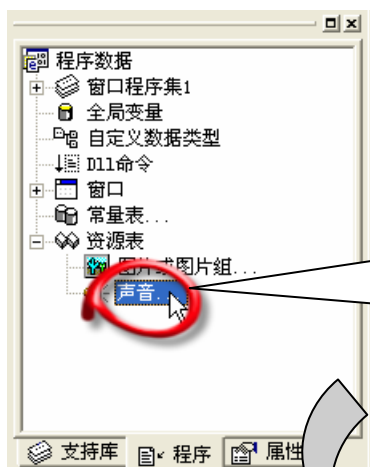 程序数据
窗口程序集1
全局变量
自定义数据类型
Dll命令
窗口
常量表...
资源表
图片或图片组...
声音...
支持库 程序 属性